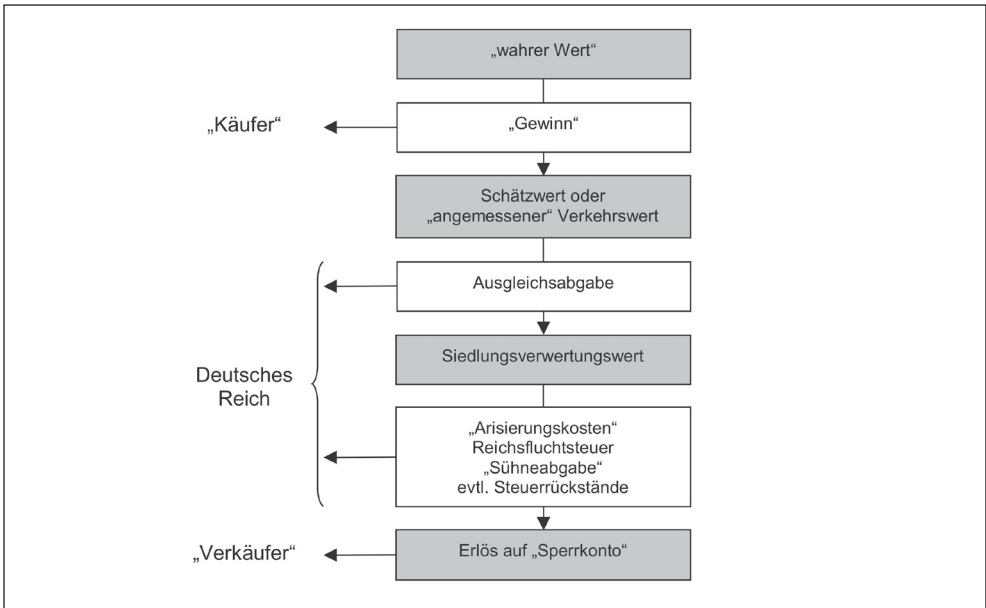 „wahrer Wert“
„Käufer“
„Gewinn“
Schätzwert oder
„angemessener“ Verkehrswert
Ausgleichsabgabe
Siedlungsverwertungswert
Deutsches
Reich
„Arisierungskosten“
Reichsfluchtsteuer
„Sühneabgabe“
evtl. Steuerrückstände
„Verkäufer“
Erlös auf „Sperrkonto“